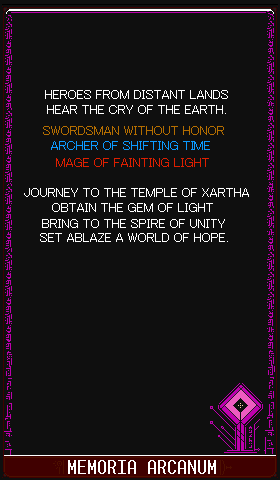 HEROES FROM DISTANT LANDS
HEAR THE CRY OF THE EARTH.
SWORDSMAN WITHOUT HONOR
ARCHER OF SHIFTING TIME
MAGE OF FAINTING LIGHT
JOURNEY TO THE TEMPLE OF XARTHA
OBTAIN THE GEM OF LIGHT
BRING TO THE SPIRE OF UNITY
SET ABLAZE A WORLD OF HOPE.
MEMORIA ARCANUM